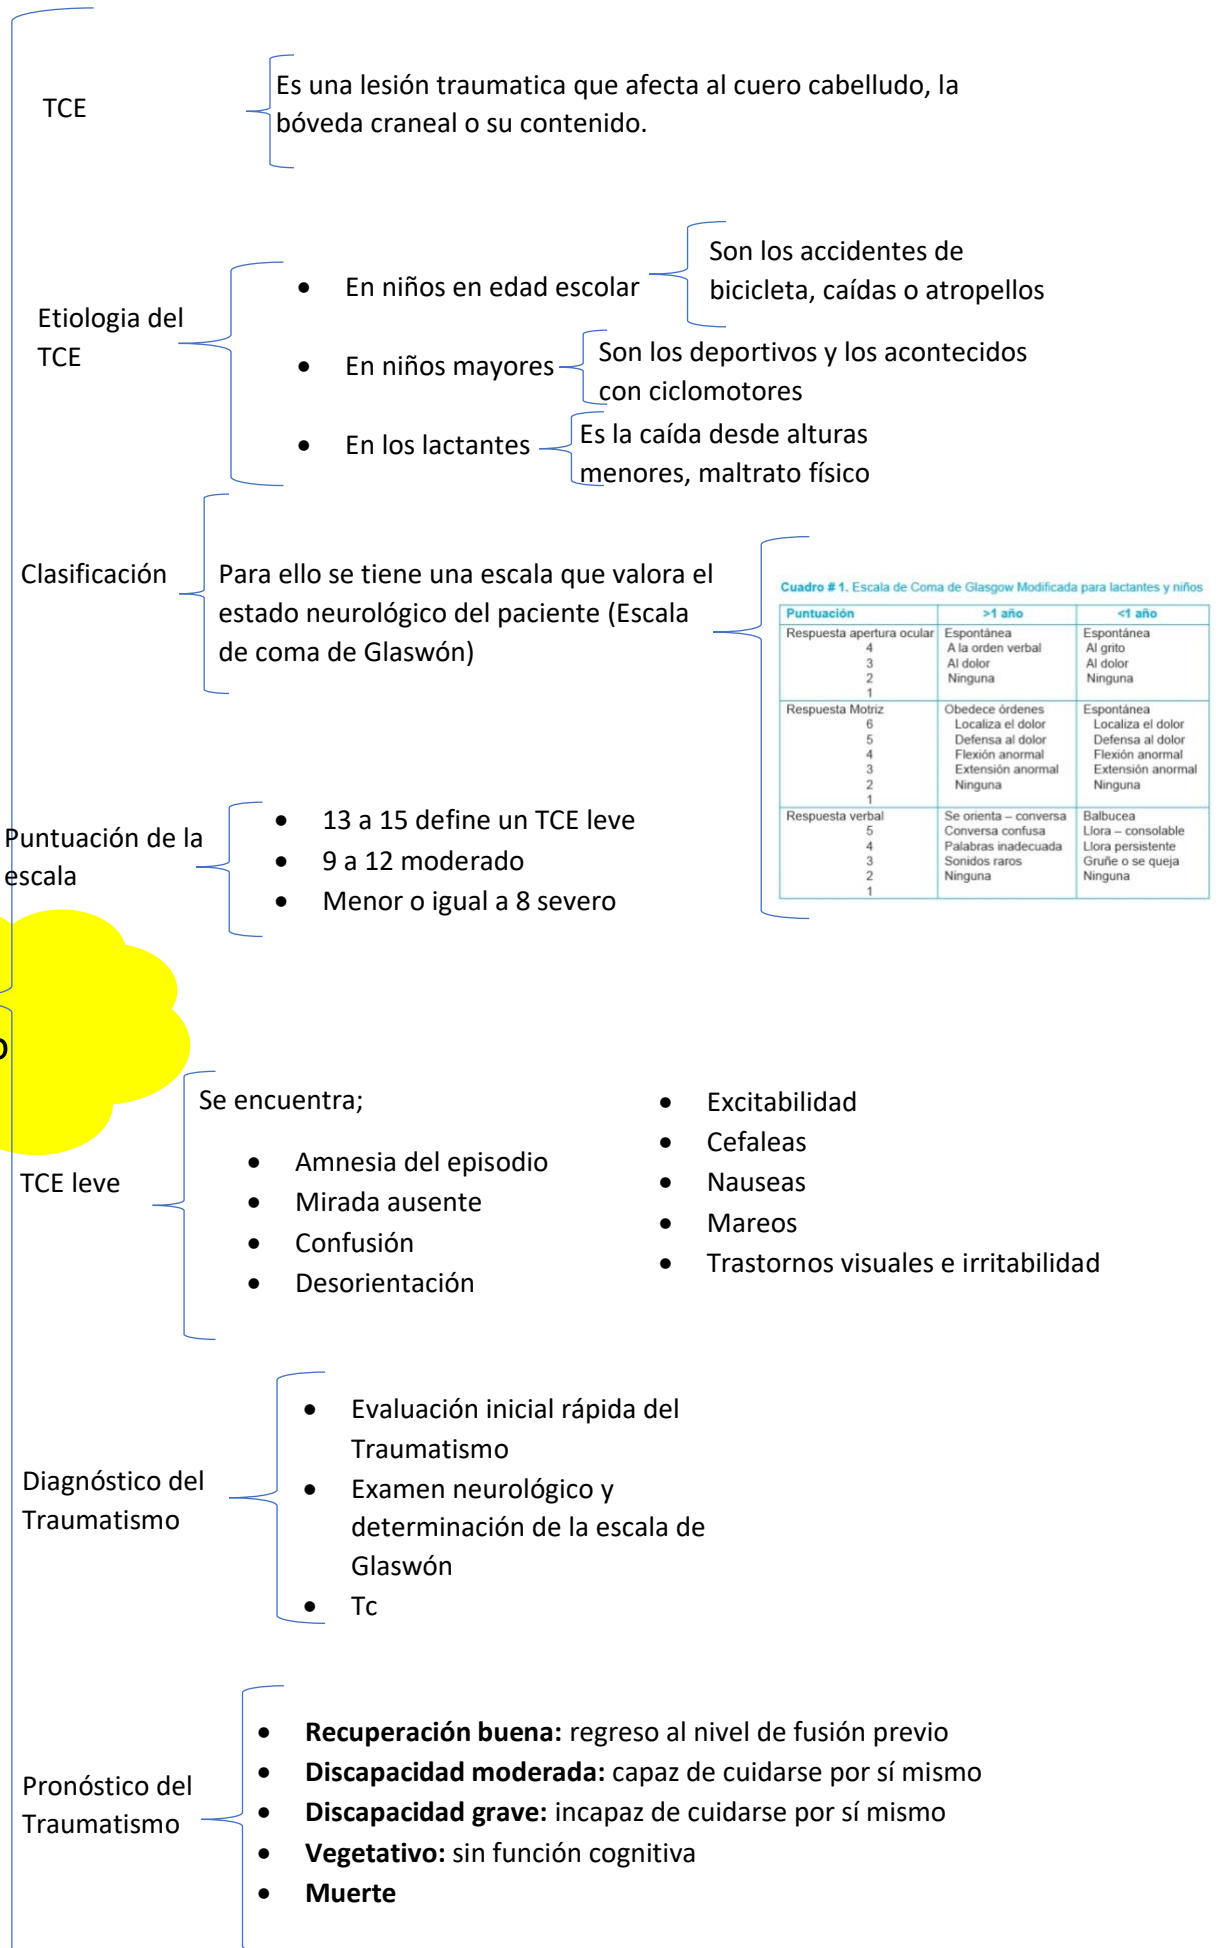 TCE
Es una lesión traumatica que afecta al cuero cabelludo, la
bóveda craneal o su contenido.
Etiologia del
TCE
• En niños en edad escolar
Son los accidentes de
bicicleta, caídas o atropellos
• En niños mayores
Son los deportivos y los acontecidos
con ciclomotores
• En los lactantes
Es la caída desde alturas
menores, maltrato físico
Clasificación
Para ello se tiene una escala que valora el
estado neurológico del paciente (Escala
de coma de Glaswón)
Cuadro # 1. Escala de Coma de Glasgow Modificada para lactantes y niños
Puntuación >1 año <1 año
Respuesta apertura ocular Espontánea Espontánea
4 A la orden verbal Al grito
3 Al dolor Al dolor
2 Ninguna Ninguna
1
Respuesta Motriz Obedece órdenes Espontánea
6 Localiza el dolor Localiza el dolor
5 Defensa al dolor Defensa al dolor
4 Flexión anormal Flexión anormal
3 Extensión anormal Extensión anormal
2 Ninguna Ninguna
1
Respuesta verbal Se orienta – conversa Balbucea
5 Conversa confusa Llora – consolable
4 Palabras inadecuada Llora persistente
3 Sonidos raros Gruñe o se queja
2 Ninguna Ninguna
1
Puntuación de la
escala
• 13 a 15 define un TCE leve
• 9 a 12 moderado
• Menor o igual a 8 severo
TCE leve
Se encuentra;
• Amnesia del episodio
• Mirada ausente
• Confusión
• Desorientación
• Excitabilidad
• Cefaleas
• Nauseas
• Mareos
• Trastornos visuales e irritabilidad
Diagnóstico del
Traumatismo
• Evaluación inicial rápida del
Traumatismo
• Examen neurológico y
determinación de la escala de
Glaswón
• Tc
Pronóstico del
Traumatismo
• Recuperación buena: regreso al nivel de fusión previo
• Discapacidad moderada: capaz de cuidarse por sí mismo
• Discapacidad grave: incapaz de cuidarse por sí mismo
• Vegetativo: sin función cognitiva
• Muerte